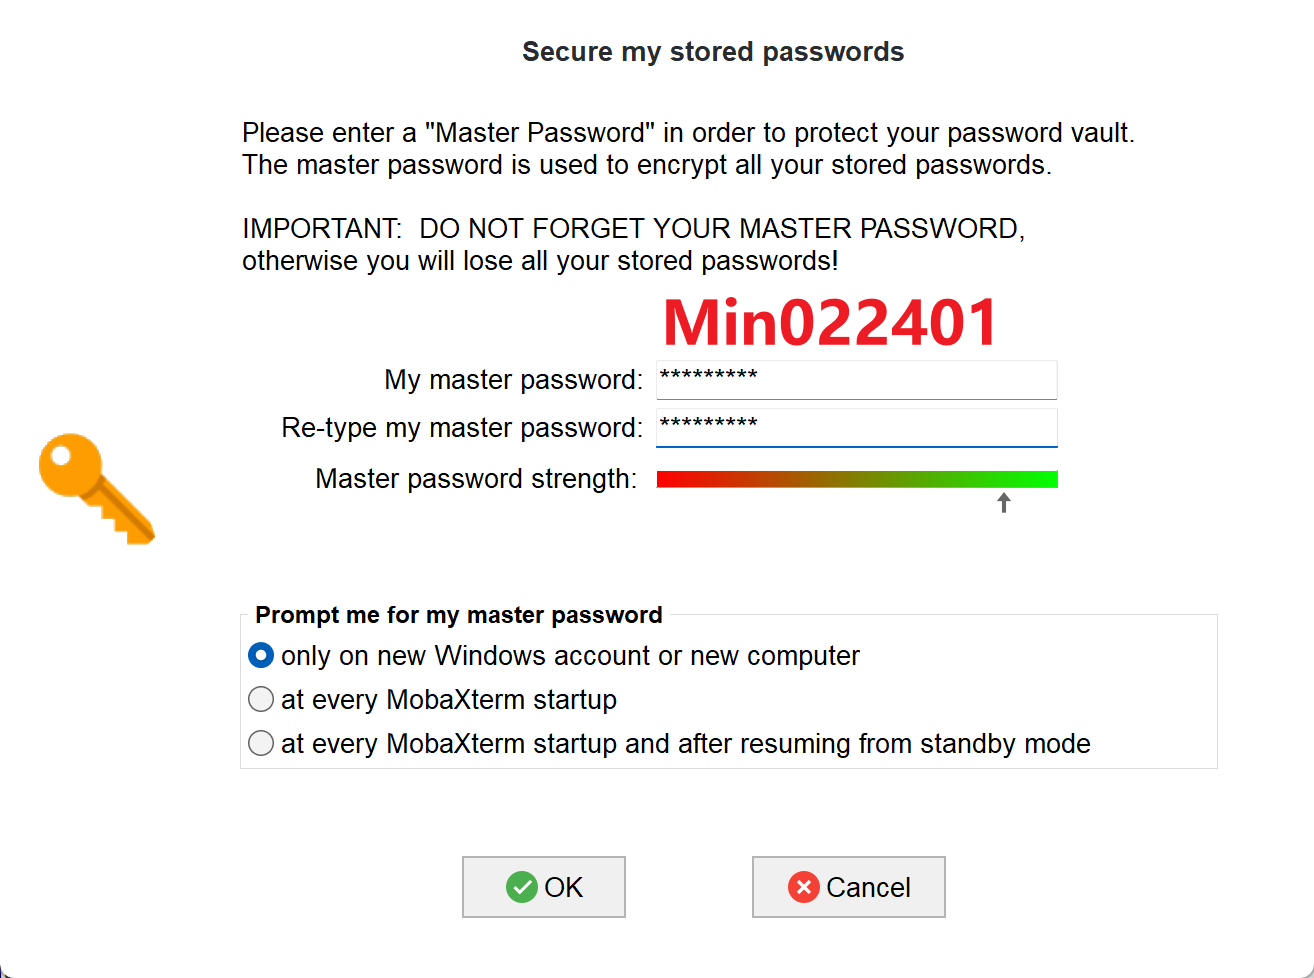 Secure my stored passwords
Please enter a "Master Password" in order to protect your password vault.
The master password is used to encrypt all your stored passwords.
IMPORTANT:  DO NOT FORGET YOUR MASTER PASSWORD,
otherwise you will lose all your stored passwords!
Min022401
My master password: *********
Re-type my master password: *********
Master password strength:
Prompt me for my master password
only on new Windows account or new computer
at every MobaXterm startup
at every MobaXterm startup and after resuming from standby mode
OK Cancel